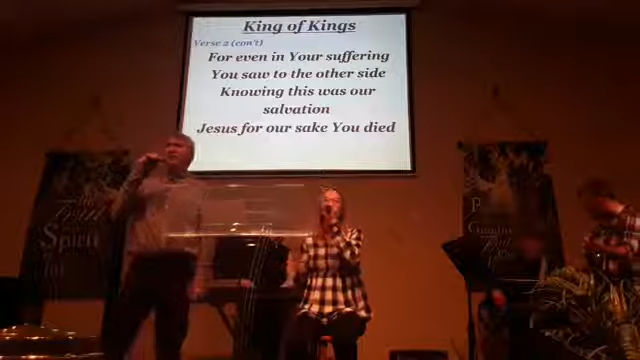 King of Kings
Verse 2 (con't)
For even in Your suffering
You saw to the other side
Knowing this was our
salvation
Jesus for our sake You died
Spirit